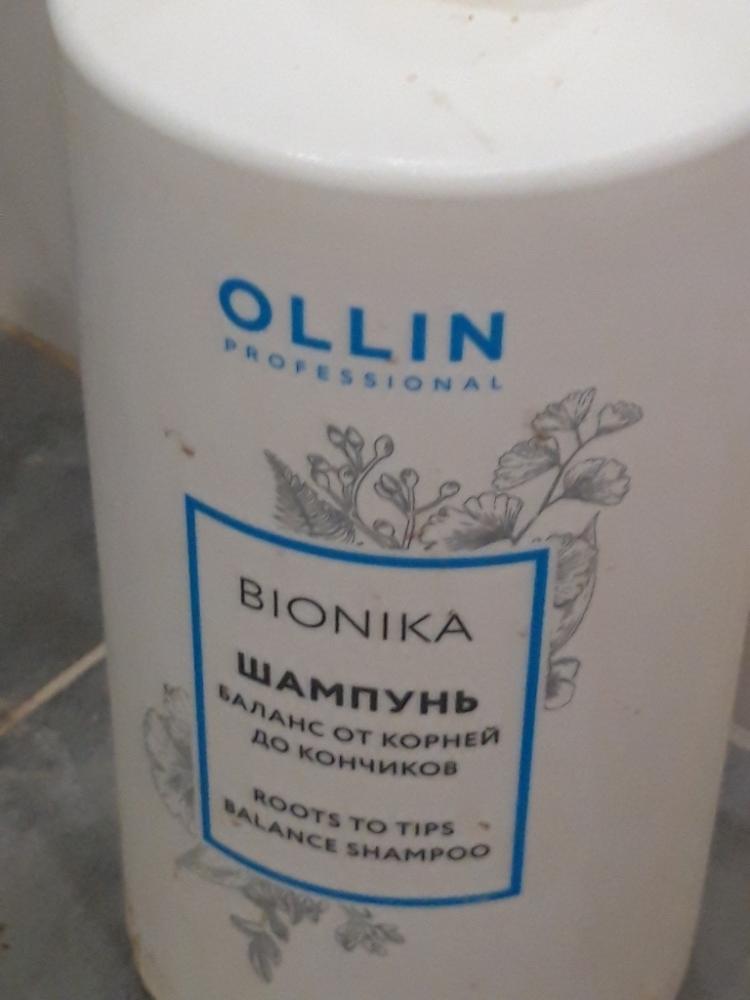 OLLIN
PROFESSIONAL
BIONIKA
ШАМПУНЬ
БАЛАНС ОТ КОРНЕЙ
ДО КОНЧИКОВ
ROOTS TO TIPS
BALANCE SHAMPOO